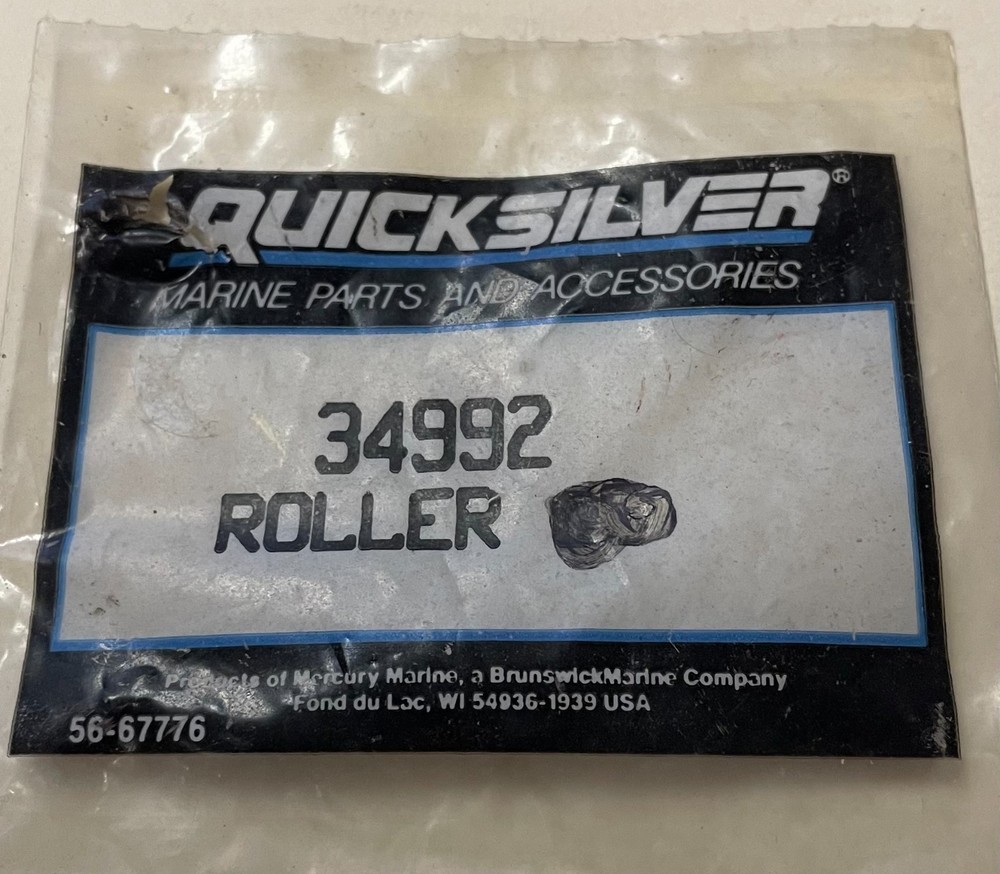 QUICKSILVER®
MARINE PARTS AND ACCESSORIES
34992
ROLLER
Products of Mercury Marine, a BrunswickMarine Company
Fond du Lac, WI 54936-1939 USA
56-67776